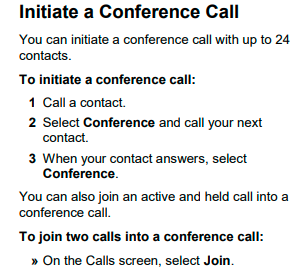 Initiate a Conference Call
You can initiate a conference call with up to 24
contacts.
To initiate a conference call:
1 Call a contact.
2 Select Conference and call your next
contact.
3 When your contact answers, select
Conference.
You can also join an active and held call into a
conference call.
To join two calls into a conference call:
» On the Calls screen, select Join.